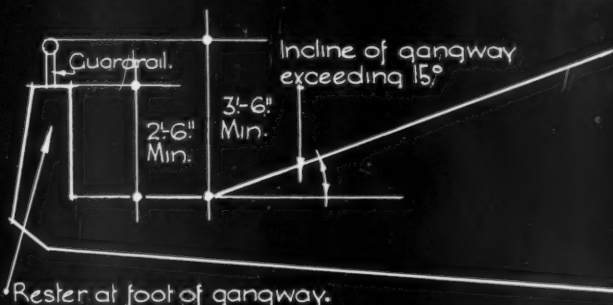 Guardrail.
Incline of gangway
exceeding 15°
3'-6"
Min.
2'-6"
Min.
Rester at foot of gangway.